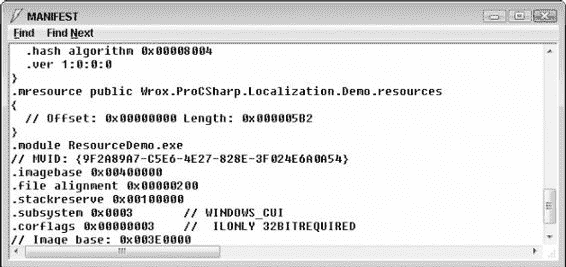 MANIFEST
Find Find Next
.hash algorithm 0x00008004
.ver 1:0:0:0
}
.mresource public Wrox.ProCSharp.Localization.Demo.resources
{
// Offset: 0x00000000 Length: 0x000005B2
}
.module ResourceDemo.exe
// MVID: {9F2A89A7-C5E6-4E27-828E-3F024E6A0A54}
.imagebase 0x00400000
.file alignment 0x00000200
.stackreserve 0x00100000
.subsystem 0x0003 // WINDOWS_CUI
.corflags 0x00000003 // ILONLY 32BITREQUIRED
// Image base: 0x003E0000